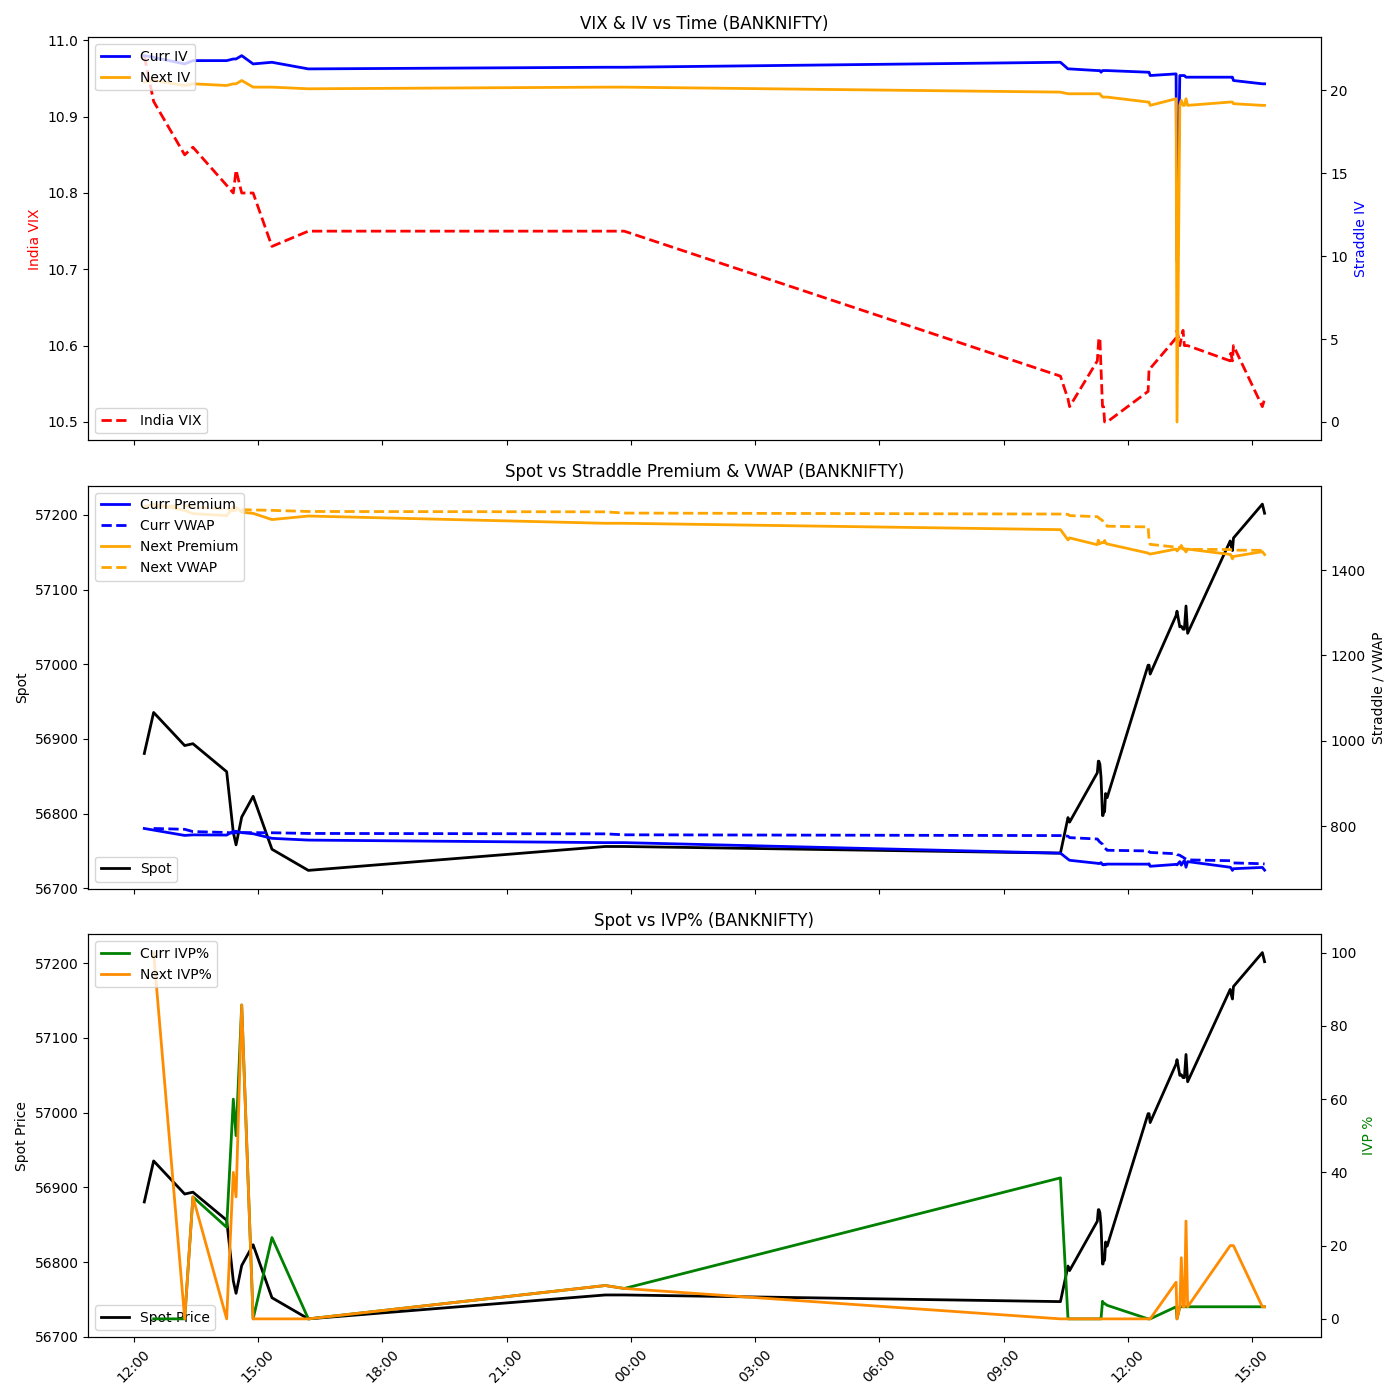 VIX & IV vs Time (BANKNIFTY)
Curr IV
Next IV
India VIX
11.0
10.9
10.8
10.7
10.6
10.5
India VIX
20
15
10
5
0
Straddle IV
Spot vs Straddle Premium & VWAP (BANKNIFTY)
Curr Premium
Curr VWAP
Next Premium
Next VWAP
Spot
57200
57100
57000
56900
56800
56700
Spot
1400
1200
1000
800
Straddle / VWAP
Spot vs IVP% (BANKNIFTY)
Curr IVP%
Next IVP%
Spot Price
57200
57100
57000
56900
56800
56700
Spot Price
100
80
60
40
20
0
IVP %
12:00
15:00
18:00
21:00
00:00
03:00
06:00
09:00
12:00
15:00